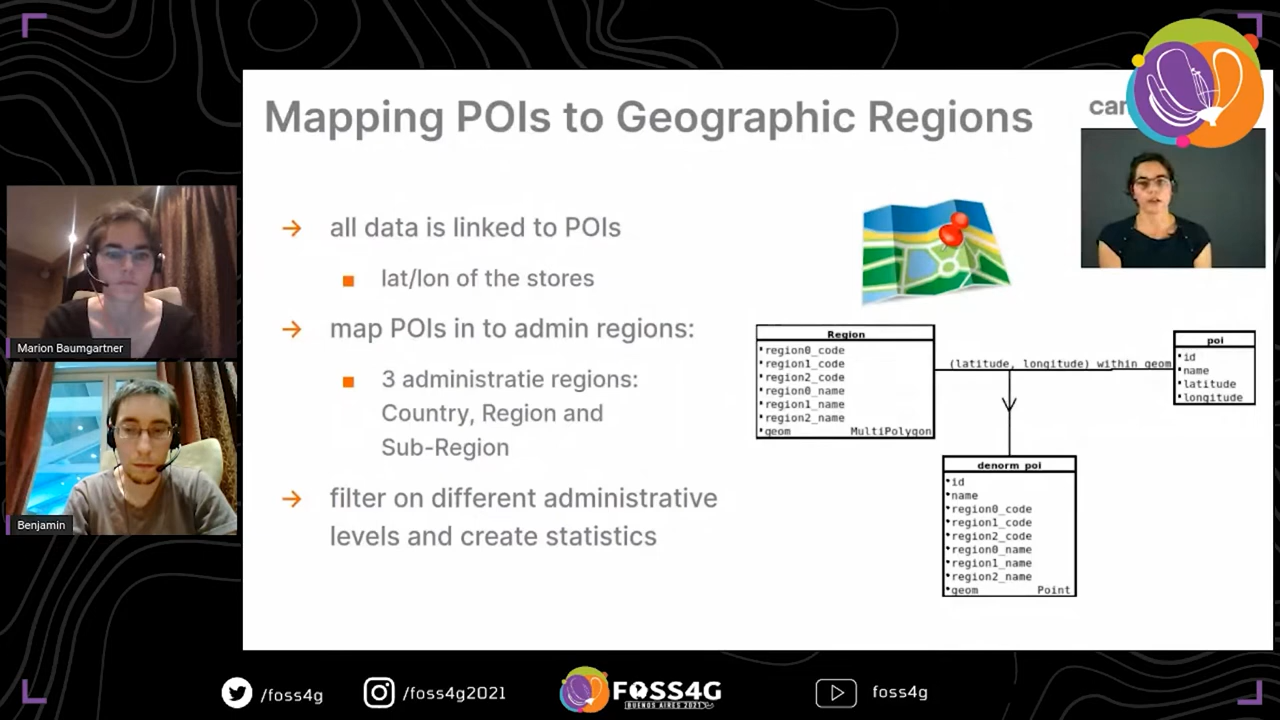 Mapping POIs to Geographic Regions
→ all data is linked to POIs
■ lat/lon of the stores
→ map POIs in to admin regions:
■ 3 administratie regions:
Country, Region and
Sub-Region
→ filter on different administrative
levels and create statistics
Region
region0_code
region1_code
region2_code
region0_name
region1_name
region2_name
geom MultiPolygon
(latitude, longitude) within geom
poi
id
name
latitude
longitude
denorm poi
id
name
region0_code
region1_code
region2_code
region0_name
region1_name
region2_name
geom Point
Marion Baumgartner
Benjamin
/foss4g
/foss4g2021
FOSS4G
BUENOS AIRES 2021
foss4g